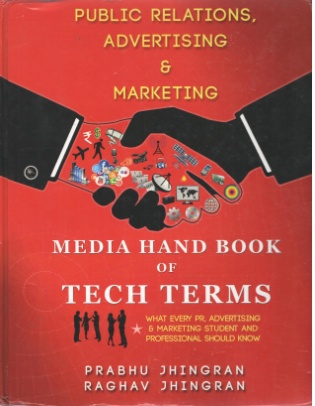 PUBLIC RELATIONS,
ADVERTISING
&
MARKETING
MEDIA HAND BOOK
OF
TECH TERMS
WHAT EVERY PR, ADVERTISING
& MARKETING STUDENT AND
PROFESSIONAL SHOULD KNOW
PRABHU JHINGRAN
RAGHAV JHINGRAN